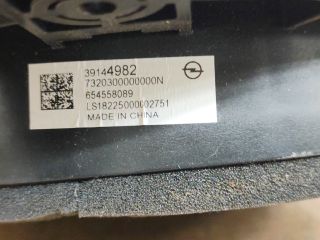 39144982
7320300000000N
654558089
LS18225000002751
MADE IN CHINA